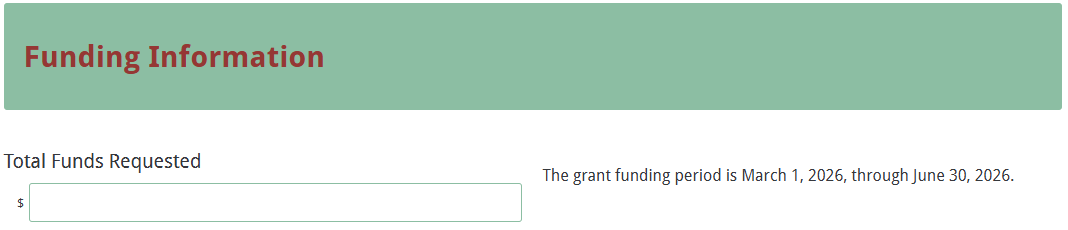 Funding Information
Total Funds Requested
The grant funding period is March 1, 2026, through June 30, 2026.
$